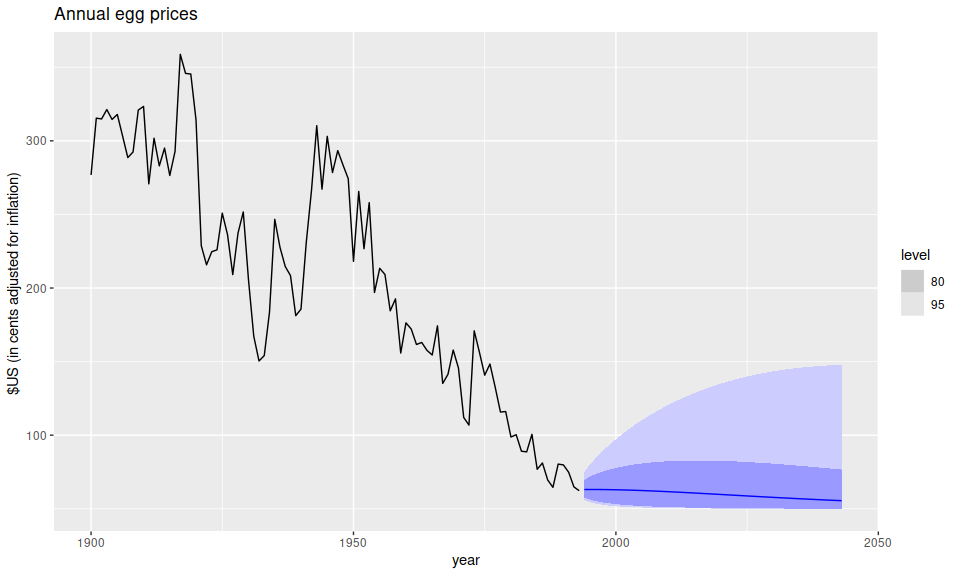 Annual egg prices
$US (in cents adjusted for inflation)
300
200
100
1900
1950
2000
2050
year
level
80
95